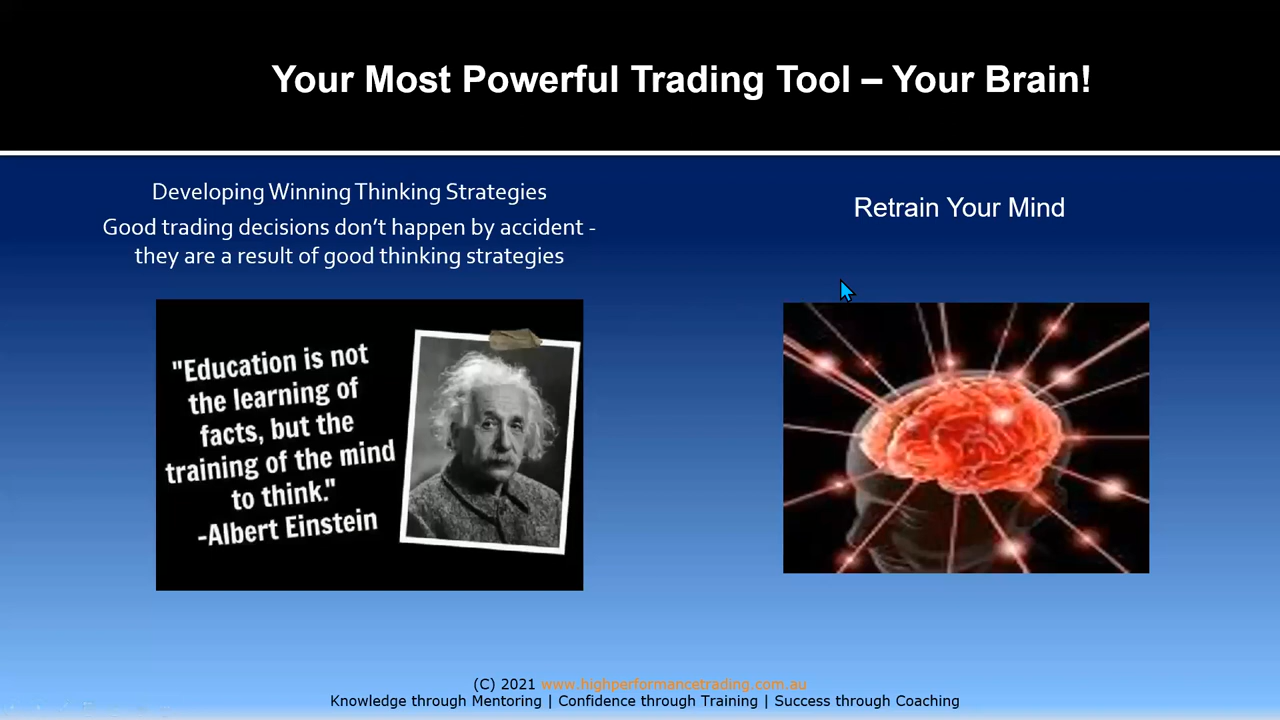 Your Most Powerful Trading Tool – Your Brain!
Developing Winning Thinking Strategies
Good trading decisions don’t happen by accident -
they are a result of good thinking strategies
Retrain Your Mind
"Education is not
the learning of
facts, but the
training of the mind
to think."
-Albert Einstein
(C) 2021 www.highperformancetrading.com.au
Knowledge through Mentoring | Confidence through Training | Success through Coaching